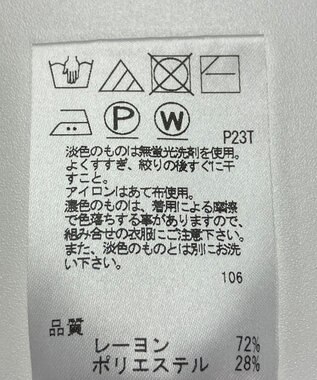 P W P23T
淡色のものは無蛍光洗剤を使用。
よくすすぎ、絞りの後すぐに干
すこと。
アイロンはあて布使用。
濃色のものは、着用による摩擦
で色落ちする事がありますので、
組み合せの衣服にご注意下さい。
また、淡色のものとは別にお洗
い下さい。
106
品質
レーヨン 72%
ポリエステル 28%